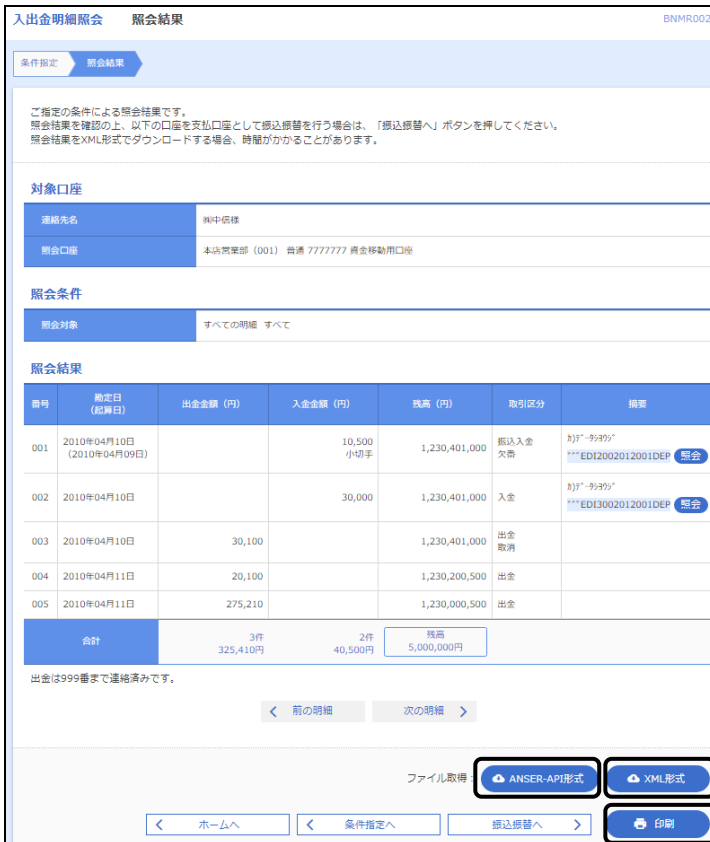 入出金明細照会 照会結果 BNMR002
条件指定 照会結果
ご指定の条件による照会結果です。
照会結果を確認の上、以下の口座を支払口座として振込振替を行う場合は、「振込振替へ」ボタンを押してください。
照会結果をXML形式でダウンロードする場合、時間がかかることがあります。
対象口座
連絡先名 ㈱中信様
照会口座 本店営業部（001） 普通 7777777 資金移動用口座
照会条件
照会対象 すべての明細 すべて
照会結果
番号 勘定日 出金金額（円） 入金金額（円） 残高（円） 取引区分 摘要
（起算日）
001 2010年04月10日 10,500 1,230,401,000 振込入金 ｶ)ﾃﾞｰﾀｼﾖｳｼﾞ
（2010年04月09日） 小切手 欠番 ***EDI2002012001DEP 照会
002 2010年04月10日 30,000 1,230,401,000 入金 ｶ)ﾃﾞｰﾀｼﾖｳｼﾞ
***EDI3002012001DEP 照会
003 2010年04月10日 30,100 1,230,401,000 出金
取消
004 2010年04月11日 20,100 1,230,200,500 出金
005 2010年04月11日 275,210 1,230,000,500 出金
合計 3件 2件 残高
325,410円 40,500円 5,000,000円
出金は999番まで連絡済みです。
前の明細 次の明細
ファイル取得： ANSER-API形式 XML形式
ホームへ 条件指定へ 振込振替へ 印刷